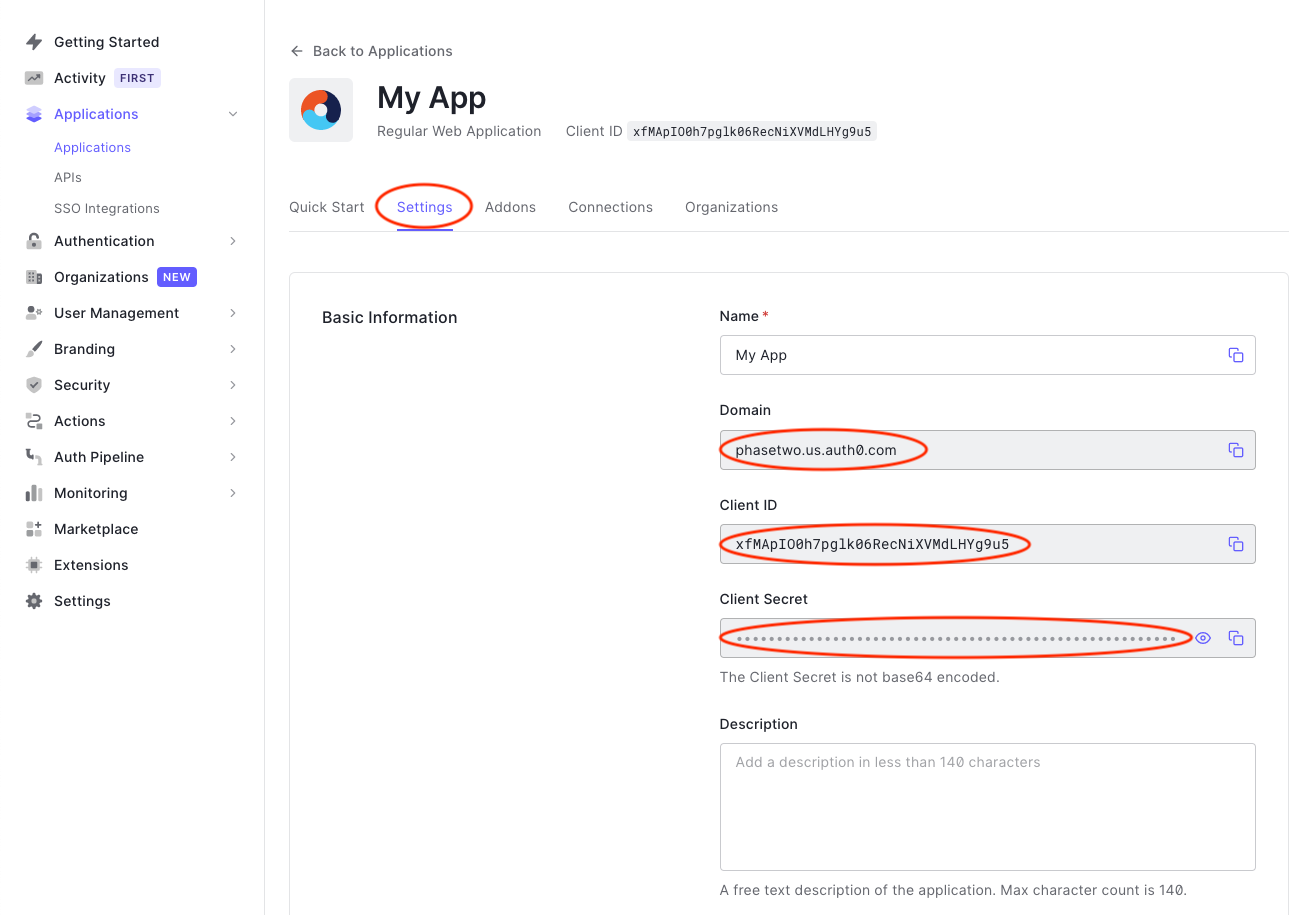 Getting Started
Activity FIRST
Applications
Applications
APIs
SSO Integrations
Authentication
Organizations NEW
User Management
Branding
Security
Actions
Auth Pipeline
Monitoring
Marketplace
Extensions
Settings
Back to Applications
My App
Regular Web Application Client ID xfMApIO0h7pglk06RecNiXVMdLHYg9u5
Quick Start Settings Addons Connections Organizations
Basic Information
Name *
My App
Domain
phasetwo.us.auth0.com
Client ID
xfMApIO0h7pglk06RecNiXVMdLHYg9u5
Client Secret
The Client Secret is not base64 encoded.
Description
Add a description in less than 140 characters
A free text description of the application. Max character count is 140.